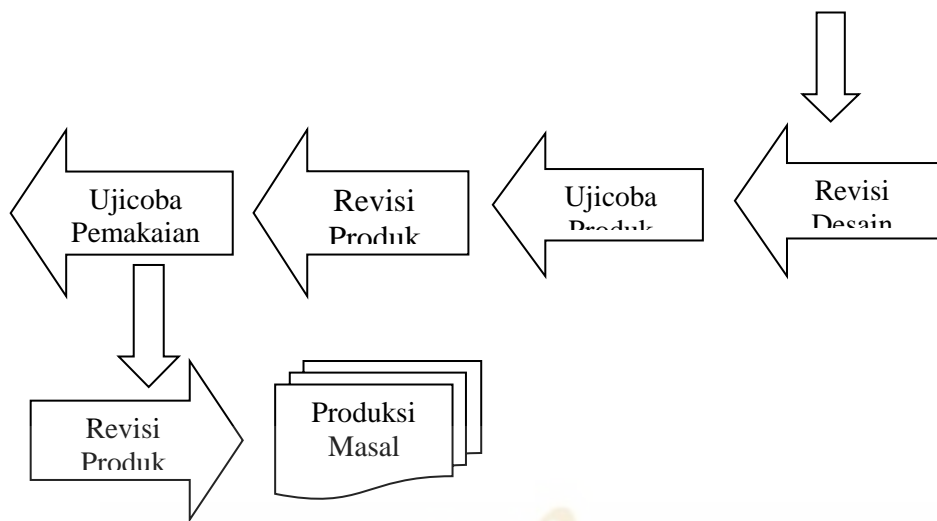 Ujicoba
Pemakaian
Revisi
Produk
Ujicoba
Produk
Revisi
Desain
Revisi
Produk
Produksi
Masal